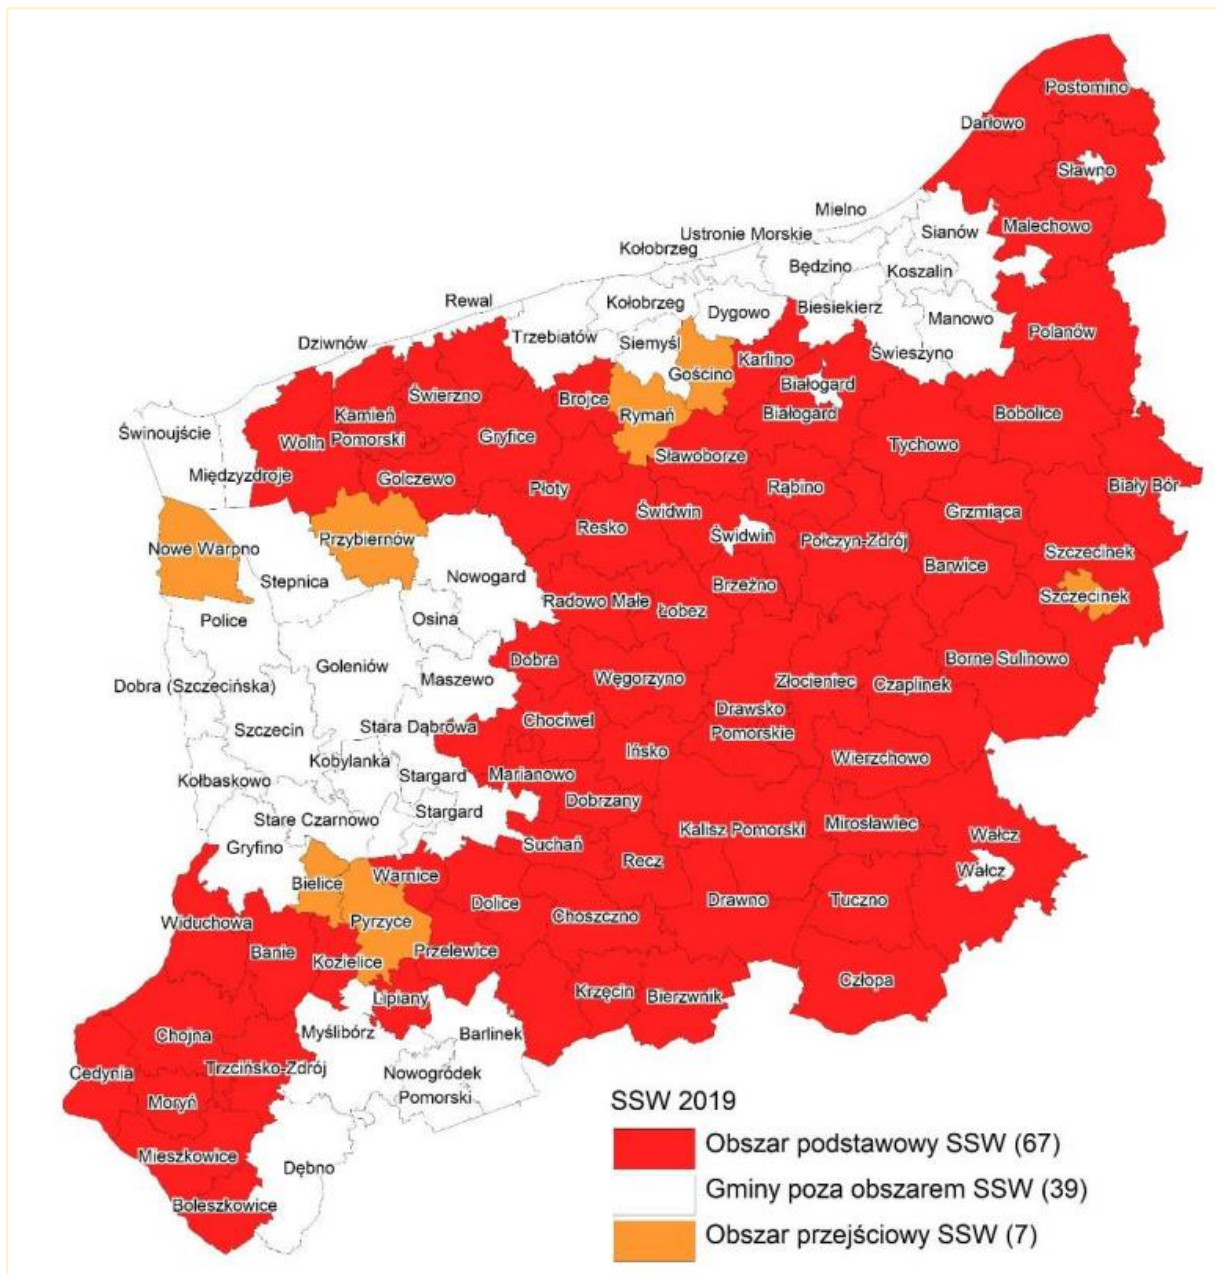 Postomino
Darłowo
Sławno
Mielno
Malechowo
Sianów
Ustronie Morskie
Kołobrzeg
Będzino
Koszalin
Rewal
Kołobrzeg
Dygowo
Biesiekierz
Manowo
Polanów
Trzebiatów
Siemyśl
Dziwnów
Świeszyno
Karlino
Gościno
Białogard
Świerzno
Brojce
Kamień
Pomorski
Rymań
Białogard
Bobolice
Świnoujście
Wolin
Gryfice
Tychowo
Sławoborze
Międzyzdroje
Golczewo
Płoty
Rąbino
Biały Bór
Resko
Świdwin
Grzmiąca
Nowe Warpno
Przybiernów
Świdwin
Połczyn-Zdrój
Szczecinek
Stepnica
Nowogard
Brzeżno
Barwice
Szczecinek
Radowo Małe
Łobez
Police
Osina
Dobra
Borne Sulinowo
Goleniów
Maszewo
Węgorzyno
Złocieniec
Czaplinek
Dobra (Szczecińska)
Szczecin
Stara Dąbrowa
Chociwel
Drawsko
Pomorskie
Ińsko
Kobylanka
Wierzchowo
Kołbaskowo
Stargard
Marianowo
Dobrzany
Stare Czarnowo
Stargard
Kalisz Pomorski
Mirosławiec
Wałcz
Gryfino
Suchań
Recz
Wałcz
Bielice
Warnice
Dolice
Drawno
Tuczno
Widuchowa
Pyrzyce
Choszczno
Banie
Kozielice
Przelewice
Człopa
Lipiany
Krzęcin
Bierzwnik
Chojna
Myślibórz
Barlinek
Cedynia
Trzcińsko-Zdrój
Nowogródek
Pomorski
Moryń
Mieszkowice
Dębno
Boleszkowice
SSW 2019
Obszar podstawowy SSW (67)
Gminy poza obszarem SSW (39)
Obszar przejściowy SSW (7)